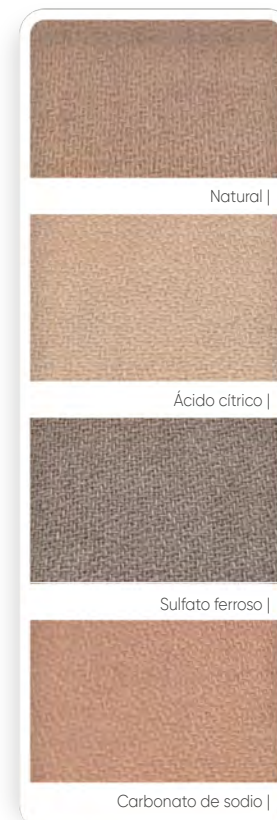 Natural |
Ácido cítrico |
Sulfato ferroso |
Carbonato de sodio |